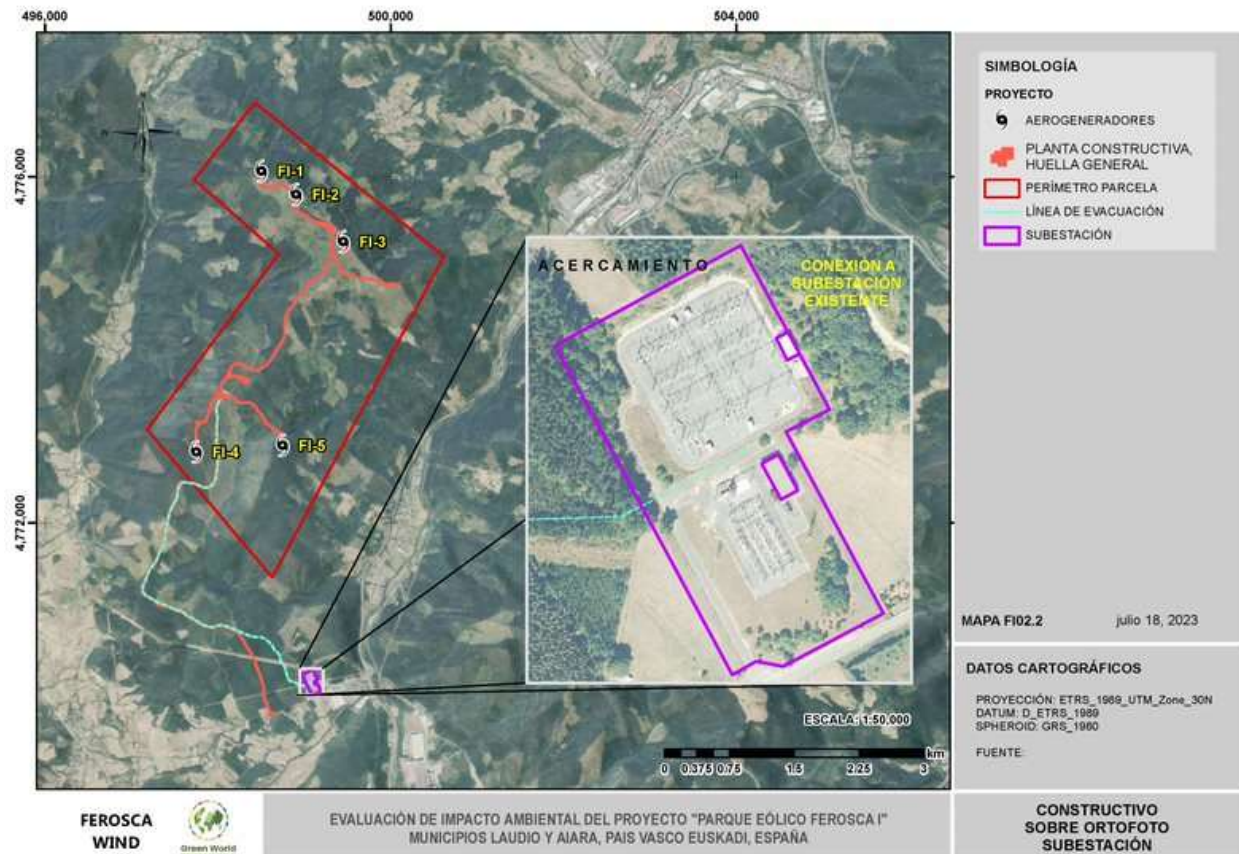 496,000
500,000
504,000
4,776,000
4,772,000
N
FI-1
FI-2
FI-3
FI-4
FI-5
ACERCAMIENTO
CONEXION A
SUBESTACIÓN
EXISTENTE
ESCALA: 1:50,000
km
0 0.375 0.75 1.5 2.25 3
SIMBOLOGÍA
PROYECTO
AEROGENERADORES
PLANTA CONSTRUCTIVA,
HUELLA GENERAL
PERÍMETRO PARCELA
LÍNEA DE EVACUACIÓN
SUBESTACIÓN
MAPA FI02.2 julio 18, 2023
DATOS CARTOGRÁFICOS
PROYECCIÓN: ETRS_1989_UTM_Zone_30N
DATUM: D_ETRS_1989
SPHEROID: GRS_1980
FUENTE:
FEROSCA
WIND
Green World
EVALUACIÓN DE IMPACTO AMBIENTAL DEL PROYECTO "PARQUE EÓLICO FEROSCA I"
MUNICIPIOS LAUDIO Y AIARA, PAIS VASCO EUSKADI, ESPAÑA
CONSTRUCTIVO
SOBRE ORTOFOTO
SUBESTACIÓN